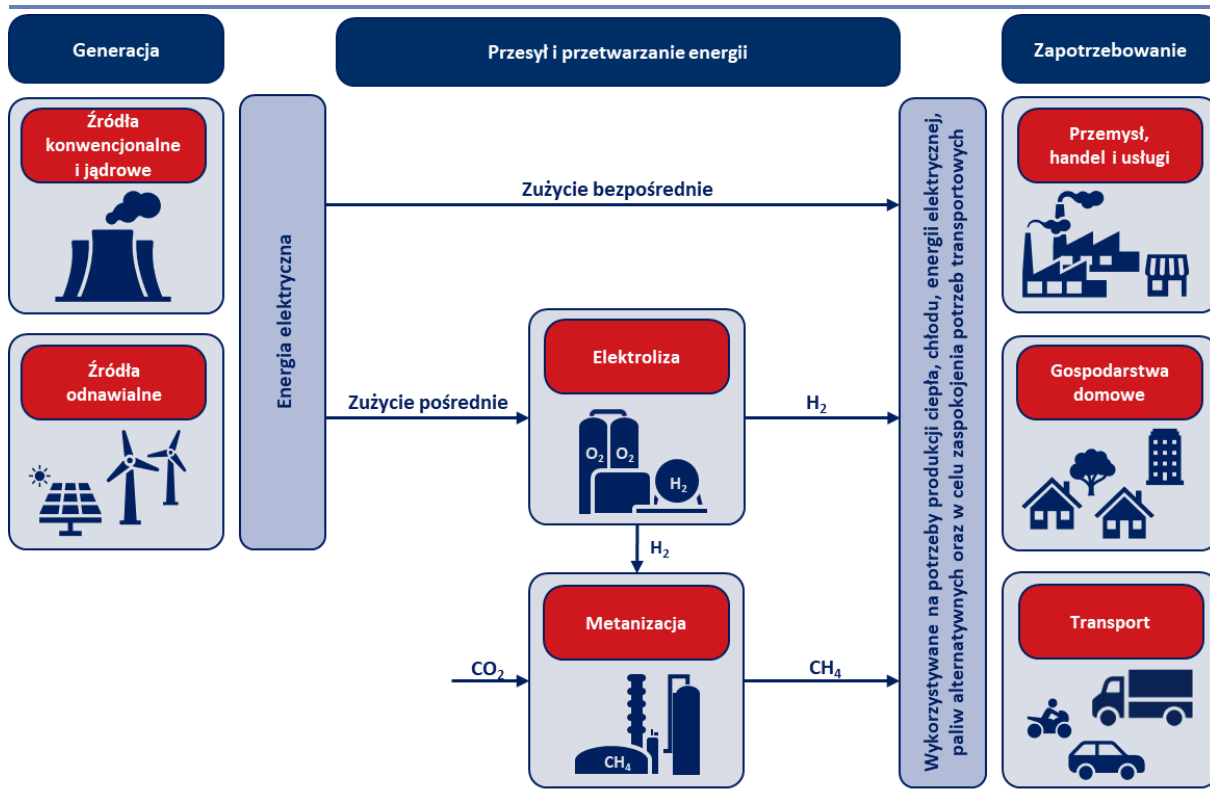 Generacja
Przesył i przetwarzanie energii
Zapotrzebowanie
Źródła
konwencjonalne
i jądrowe
Źródła
odnawialne
Energia elektryczna
Zużycie bezpośrednie
Zużycie pośrednie
Elektroliza
O₂ O₂
H₂
H₂
H₂
Metanizacja
CO₂
CH₄
CH₄
Wykorzystywane na potrzeby produkcji ciepła, chłodu, energii elektrycznej,
paliw alternatywnych oraz w celu zaspokojenia potrzeb transportowych
Przemysł,
handel i usługi
Gospodarstwa
domowe
Transport